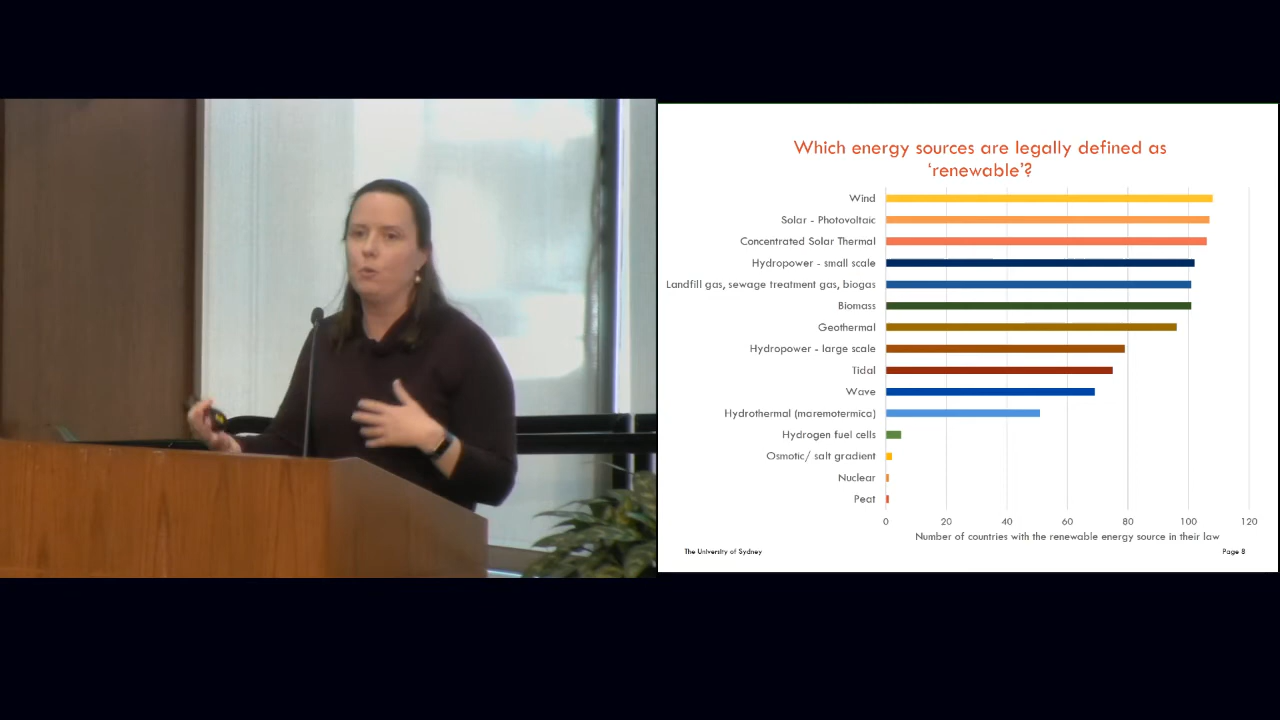 Which energy sources are legally defined as
‘renewable’?
Wind
Solar - Photovoltaic
Concentrated Solar Thermal
Hydropower - small scale
Landfill gas, sewage treatment gas, biogas
Biomass
Geothermal
Hydropower - large scale
Tidal
Wave
Hydrothermal (maremotermica)
Hydrogen fuel cells
Osmotic/ salt gradient
Nuclear
Peat
0 20 40 60 80 100 120
Number of countries with the renewable energy source in their law
The University of Sydney Page 8